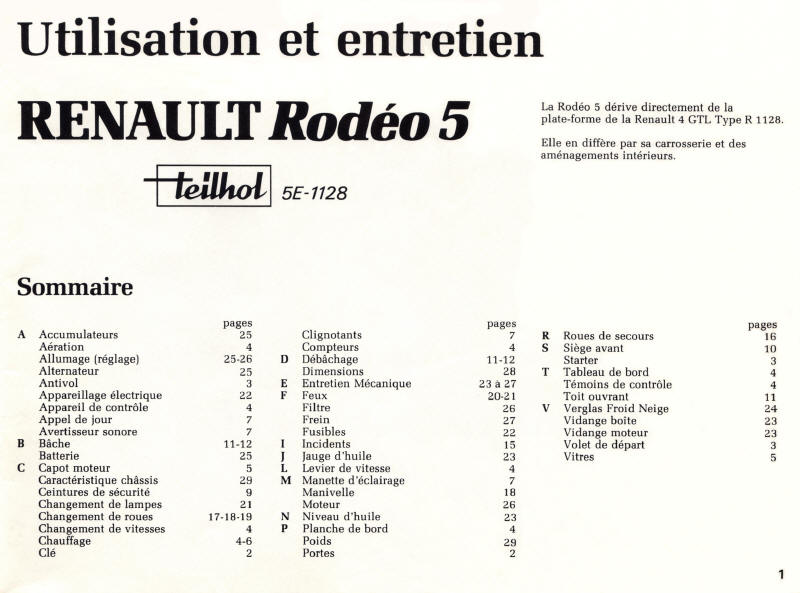 Utilisation et entretien
RENAULT Rodéo 5
teilhol 5E-1128
La Rodéo 5 dérive directement de la
plate-forme de la Renault 4 GTL Type R 1128.
Elle en diffère par sa carrosserie et des
aménagements intérieurs.
Sommaire
pages
A Accumulateurs 25
Aération 4
Allumage (réglage) 25-26
Alternateur 25
Antivol 3
Appareillage électrique 22
Appareil de contrôle 4
Appel de jour 7
Avertisseur sonore 7
B Bâche 11-12
Batterie 25
C Capot moteur 5
Caractéristique châssis 29
Ceintures de sécurité 9
Changement de lampes 21
Changement de roues 17-18-19
Changement de vitesses 4
Chauffage 4-6
Clé 2
pages
Clignotants 7
Compteurs 4
D Débâchage 11-12
Dimensions 28
E Entretien Mécanique 23 à 27
F Feux 20-21
Filtre 26
Frein 27
Fusibles 22
I Incidents 15
J Jauge d'huile 23
L Levier de vitesse 4
M Manette d'éclairage 7
Manivelle 18
Moteur 26
N Niveau d'huile 23
P Planche de bord 4
Poids 29
Portes 2
pages
R Roues de secours 16
S Siège avant 10
Starter 3
T Tableau de bord 4
Témoins de contrôle 4
Toit ouvrant 11
V Verglas Froid Neige 24
Vidange boîte 23
Vidange moteur 23
Volet de départ 3
Vitres 5
1